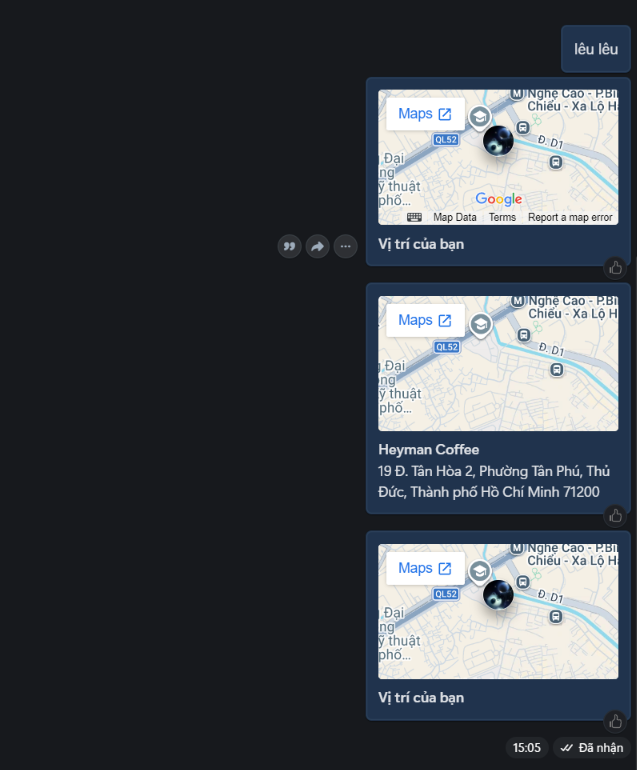 lêu lêu
Nghệ Cao - P.Bì
Chiểu - Xa Lộ Hà
Maps
M
QL52
Đ. D1
Đại
ỹ thuật
phố...
Google
Map Data Terms Report a map error
Vị trí của bạn
Nghệ Cao - P.Bì
Chiểu - Xa Lộ H
Maps
M
QL52
Đ. D1
Đại
ỹ thuật
phố...
Heyman Coffee
19 Đ. Tân Hòa 2, Phường Tân Phú, Thủ
Đức, Thành phố Hồ Chí Minh 71200
Nghệ Cao - P.Bì
Chiểu - Xa Lộ Hà
Maps
M
QL52
Đ. D1
Đại
ng
ỹ thuật
phố...
Vị trí của bạn
15:05 Đã nhận